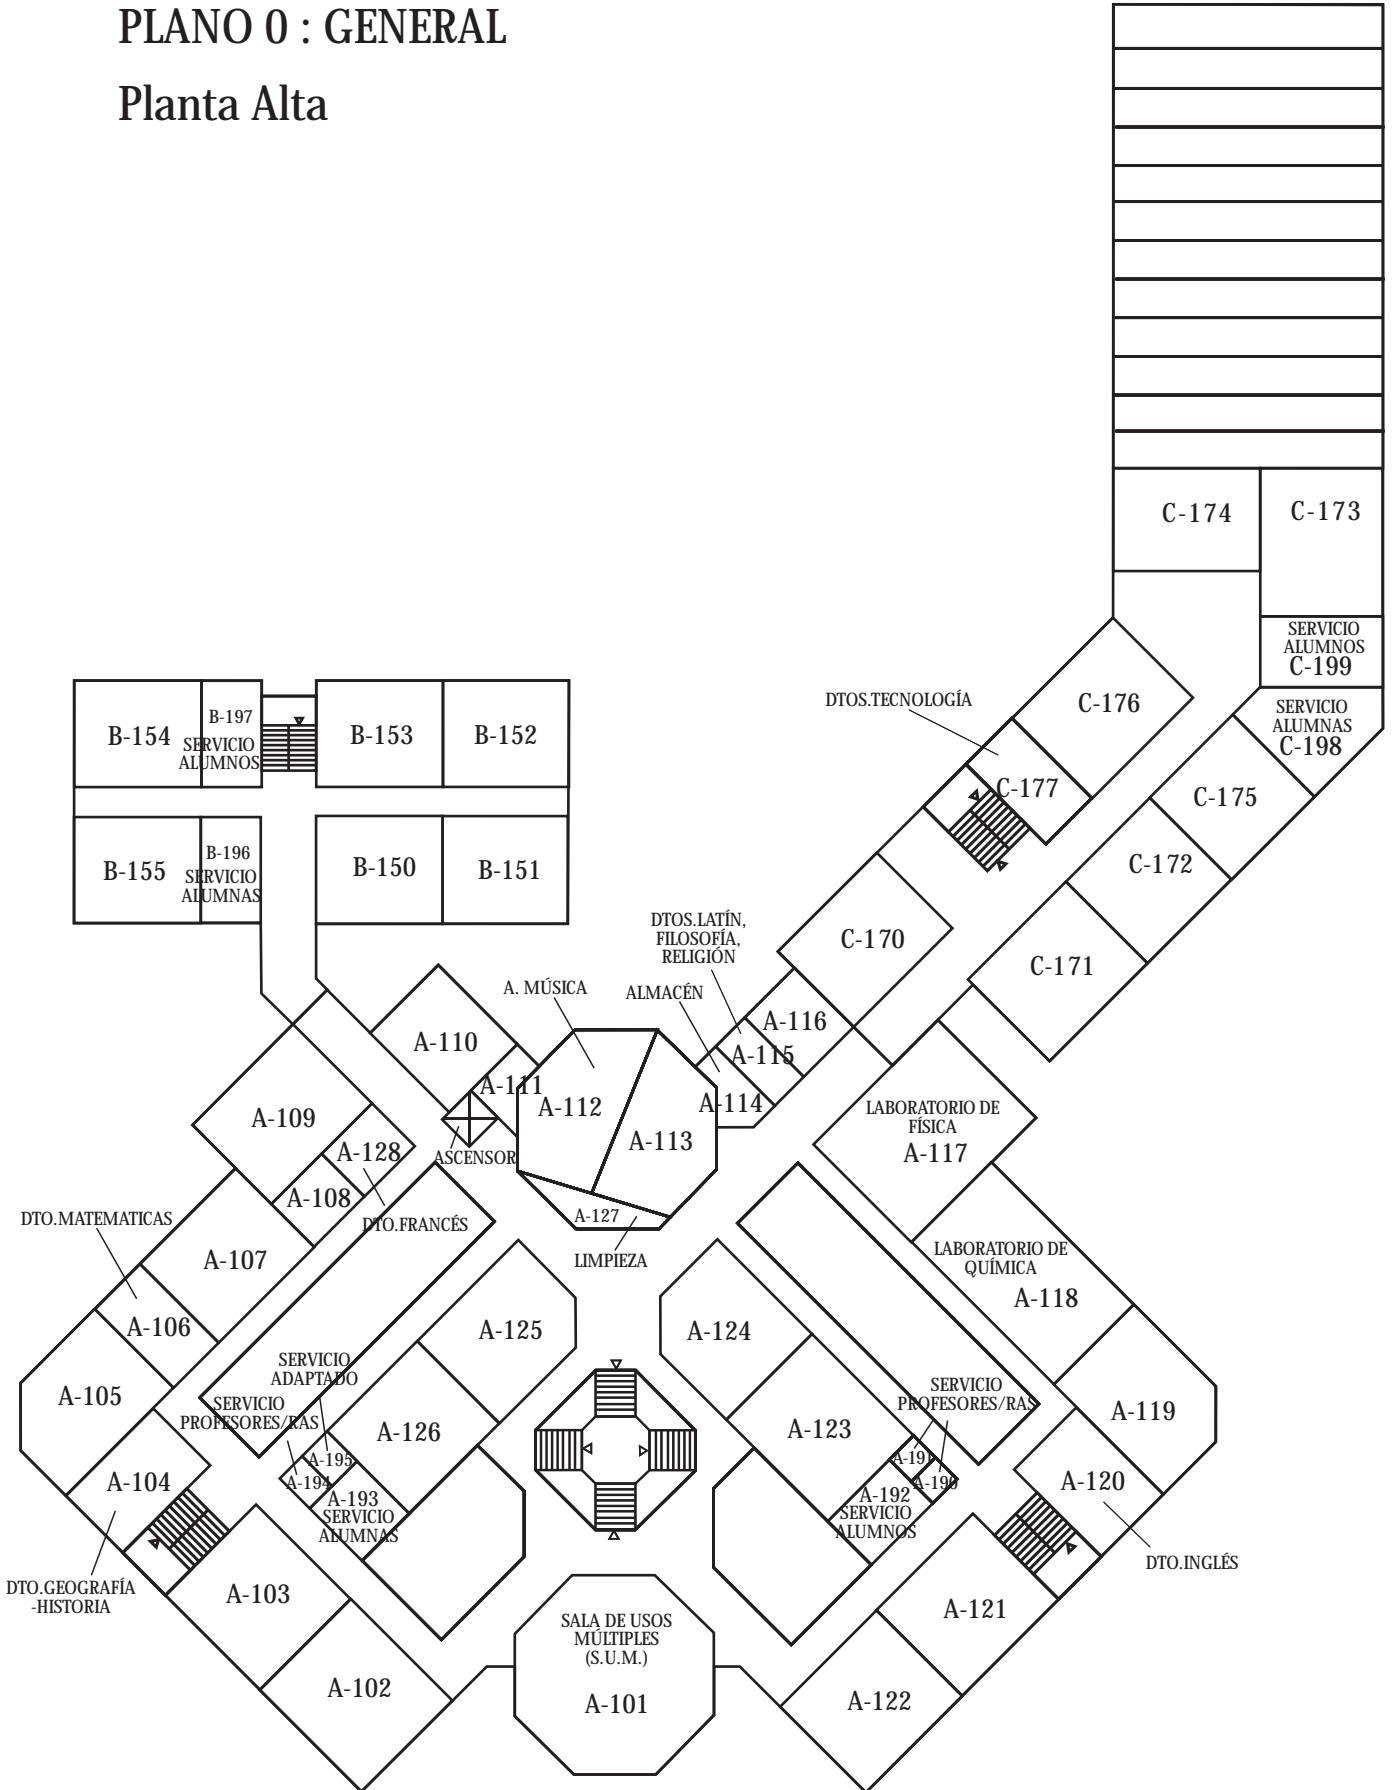 PLANO 0 : GENERAL
Planta Alta
C-174
C-173
SERVICIO
ALUMNOS
C-199
SERVICIO
ALUMNAS
C-198
DTOS.TECNOLOGÍA
C-176
C-177
C-175
C-172
C-171
C-170
B-154
B-197
SERVICIO
ALUMNOS
B-153
B-152
B-155
B-196
SERVICIO
ALUMNAS
B-150
B-151
DTOS.LATÍN,
FILOSOFÍA,
RELIGIÓN
A. MÚSICA
ALMACÉN
A-116
A-115
A-114
A-110
A-111
A-112
A-113
ASCENSOR
A-127
LIMPIEZA
LABORATORIO DE
FÍSICA
A-117
LABORATORIO DE
QUÍMICA
A-118
A-109
A-128
A-108
DTO.FRANCÉS
DTO.MATEMATICAS
A-107
A-106
A-105
A-125
A-124
SERVICIO
ADAPTADO
SERVICIO
PROFESORES/RAS
A-126
A-195
A-194
A-193
SERVICIO
ALUMNAS
A-123
SERVICIO
PROFESORES/RAS
A-191
A-190
A-192
SERVICIO
ALUMNOS
A-119
A-120
DTO.INGLÉS
A-104
DTO.GEOGRAFÍA
-HISTORIA
A-103
A-102
SALA DE USOS
MÚLTIPLES
(S.U.M.)
A-101
A-121
A-122